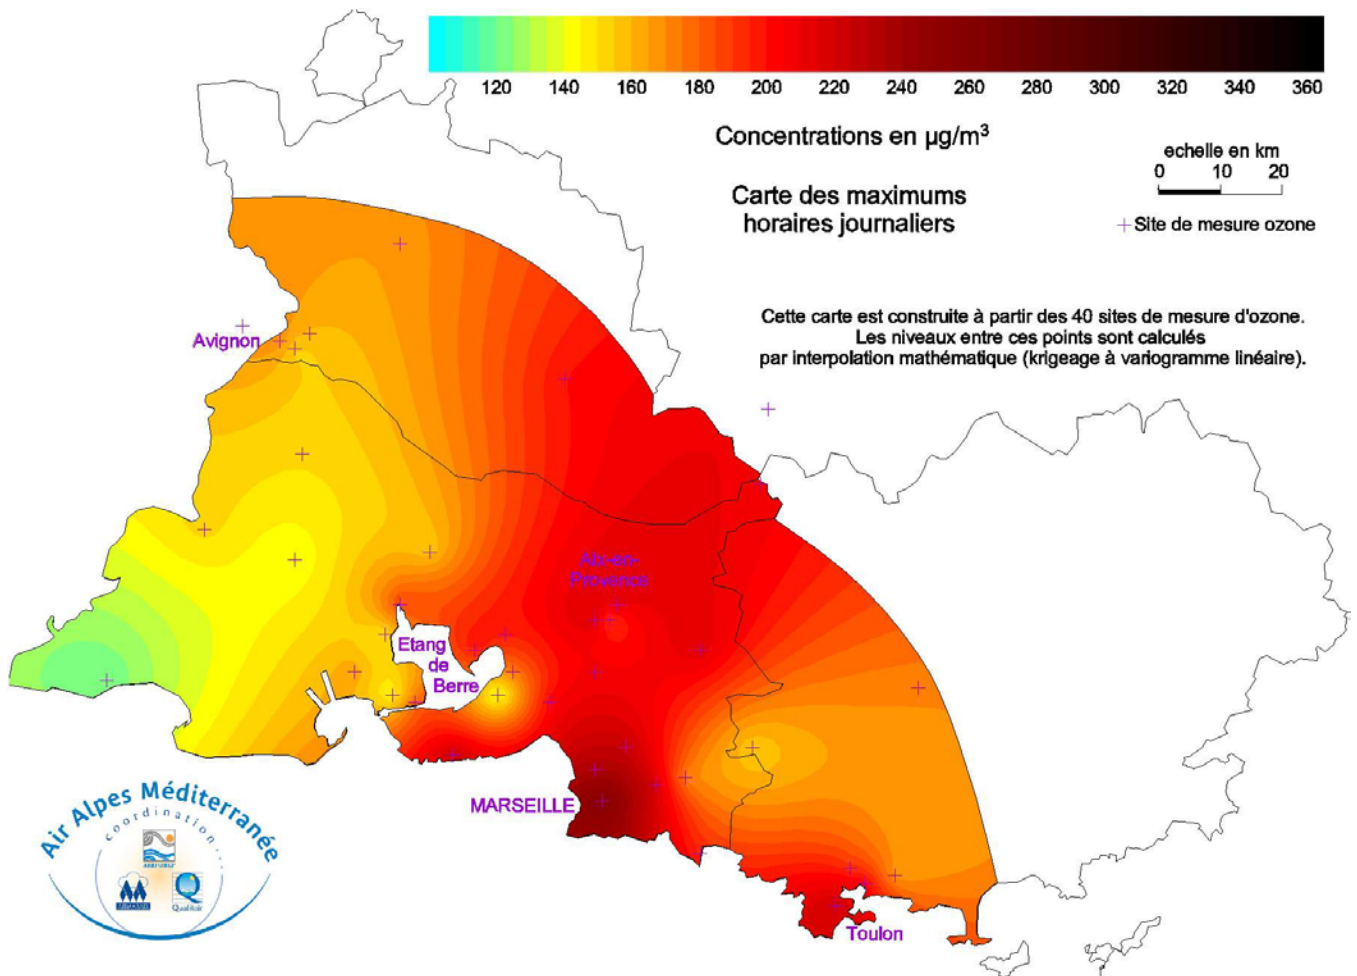 120 140 160 180 200 220 240 260 280 300 320 340 360
Concentrations en µg/m³
echelle en km
0 10 20
Carte des maximums
horaires journaliers
+ Site de mesure ozone
Cette carte est construite à partir des 40 sites de mesure d'ozone.
Les niveaux entre ces points sont calculés
par interpolation mathématique (krigeage à variogramme linéaire).
Avignon
Aix-en-
Provence
Etang
de
Berre
MARSEILLE
Toulon
Air Alpes Méditerranée
coordination...
Qualitair